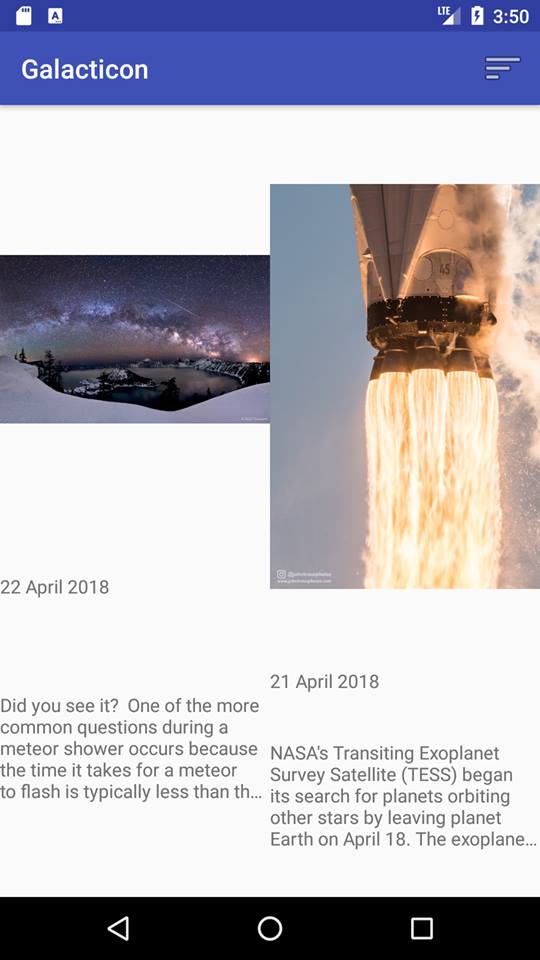 LTE
3:50
A
Galacticon
45
22 April 2018
Did you see it?  One of the more
common questions during a
meteor shower occurs because
the time it takes for a meteor
to flash is typically less than th…
21 April 2018
NASA's Transiting Exoplanet
Survey Satellite (TESS) began
its search for planets orbiting
other stars by leaving planet
Earth on April 18. The exoplane…